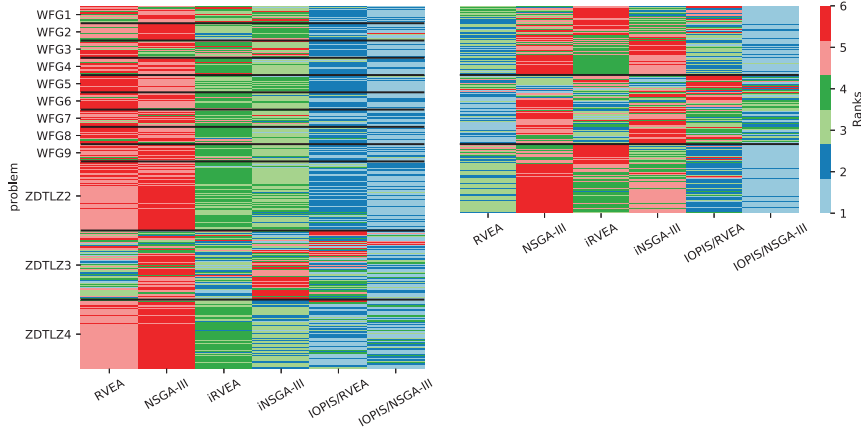 problem
WFG1
WFG2
WFG3
WFG4
WFG5
WFG6
WFG7
WFG8
WFG9
ZDTLZ2
ZDTLZ3
ZDTLZ4
RVEA
NSGA-III
iRVEA
iNSGA-III
IOPIS/RVEA
IOPIS/NSGA-III
RVEA
NSGA-III
iRVEA
iNSGA-III
IOPIS/RVEA
IOPIS/NSGA-III
6
5
4
3
2
1
Ranks